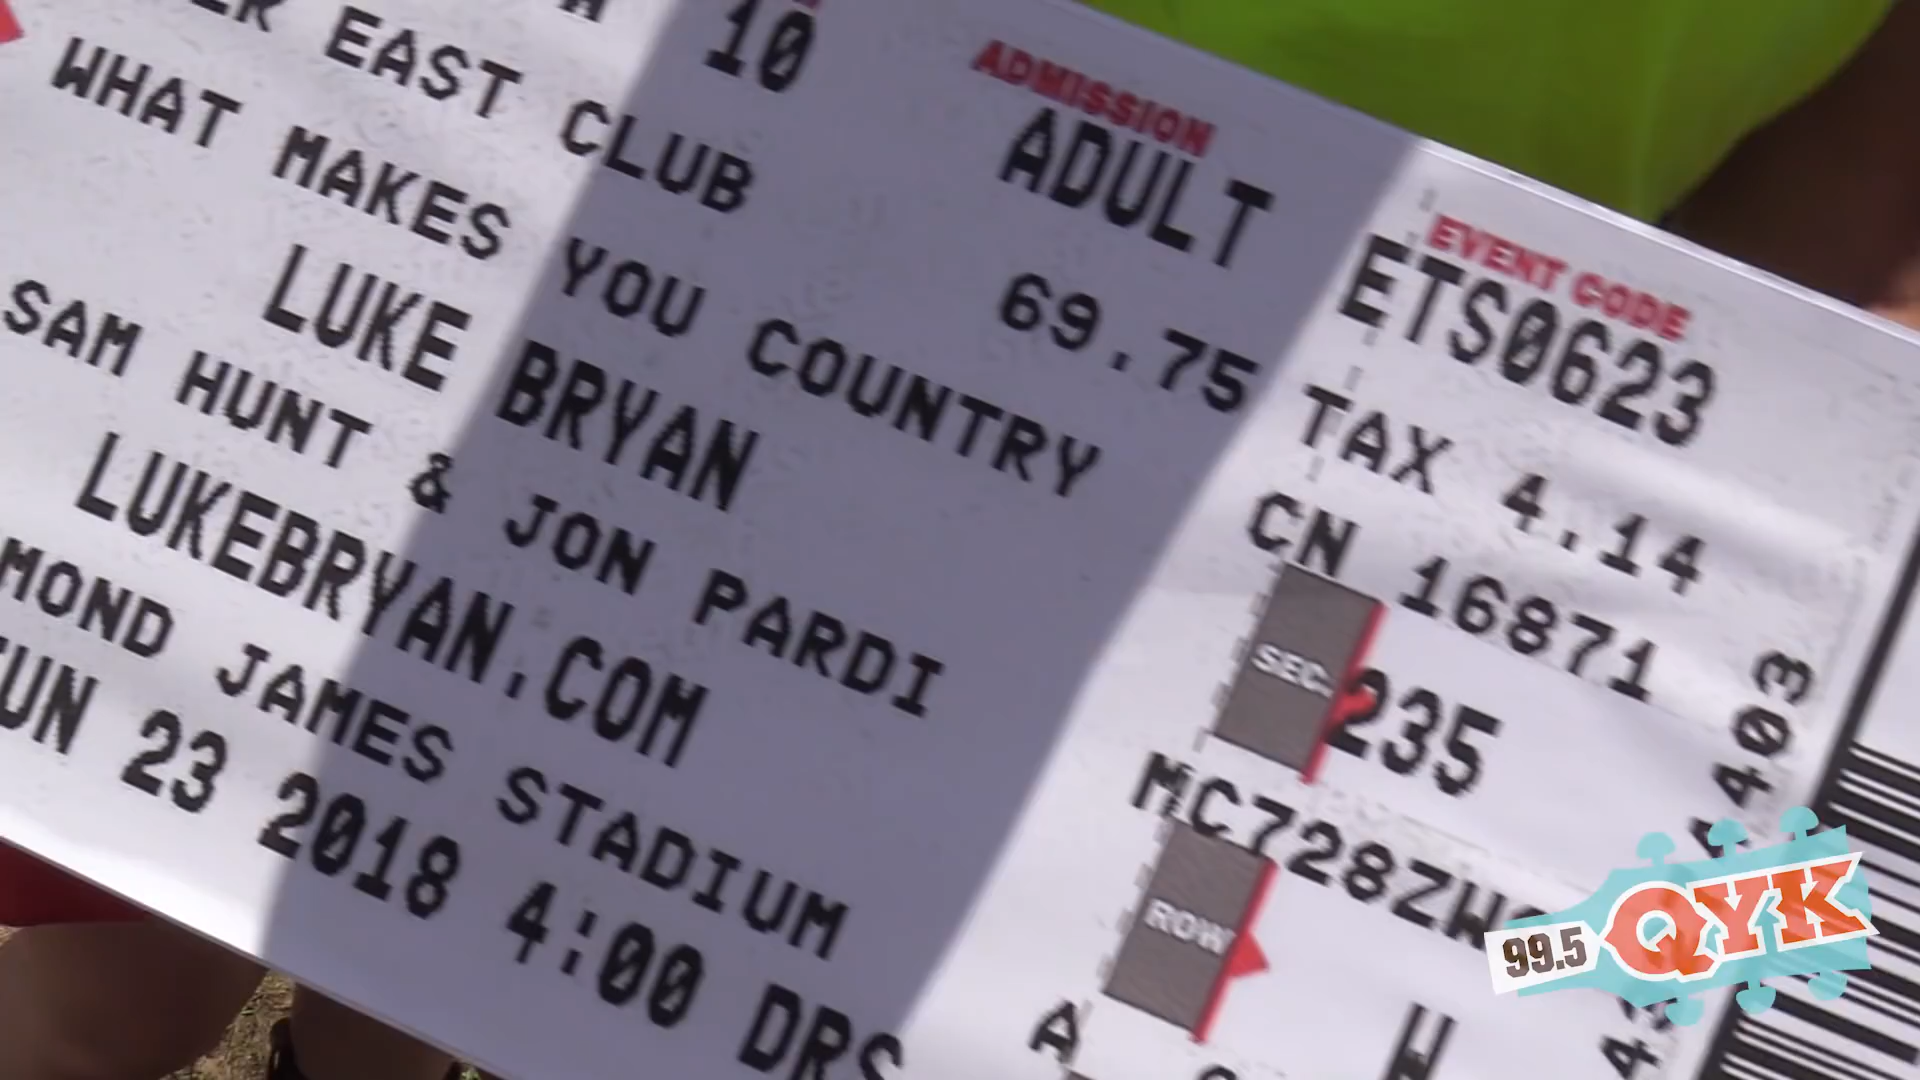 10
EAST CLUB
ADMISSION
ADULT
WHAT MAKES YOU COUNTRY
69.75
LUKE BRYAN
SAM HUNT & JON PARDI
LUKEBRYAN.COM
MOND JAMES STADIUM
UN 23 2018 4:00 DRS
EVENT CODE
ETS0623
TAX 4.14
CN 16871
SEC. 235
MC728ZW
ROW
W
A
4403
99.5 QYK